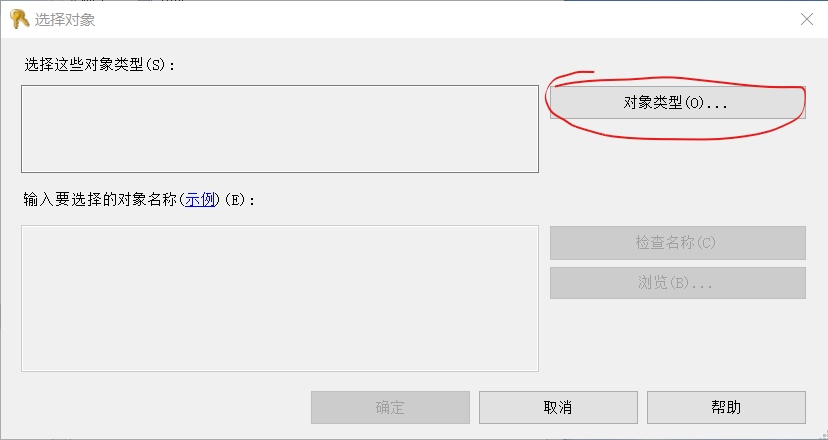 选择对象
选择这些对象类型(S):
对象类型(O)...
输入要选择的对象名称(示例)(E):
检查名称(C)
浏览(B)...
确定
取消
帮助